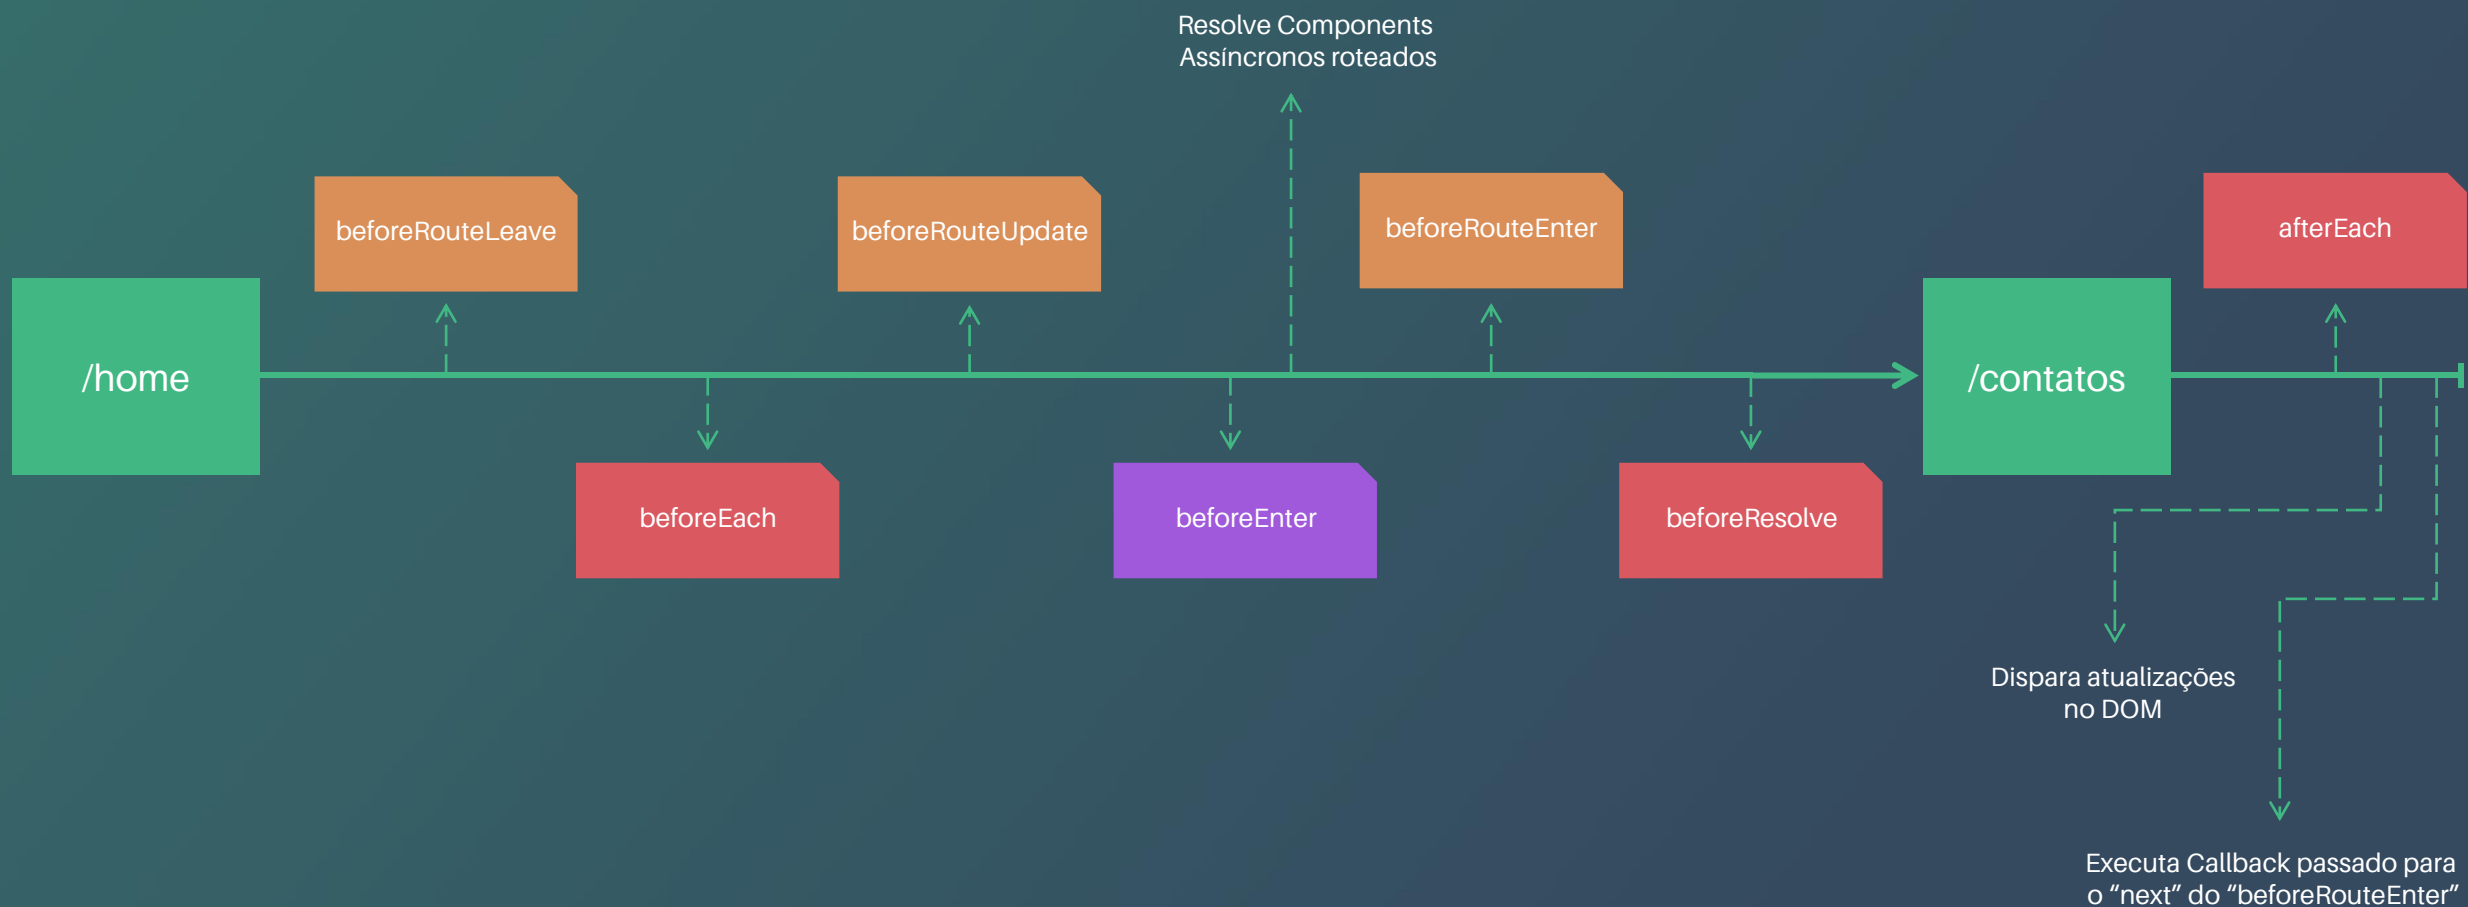 Resolve Components
Assíncronos roteados
beforeRouteLeave
beforeRouteUpdate
beforeRouteEnter
afterEach
/home
/contatos
beforeEach
beforeEnter
beforeResolve
Dispara atualizações
no DOM
Executa Callback passado para
o “next” do “beforeRouteEnter”